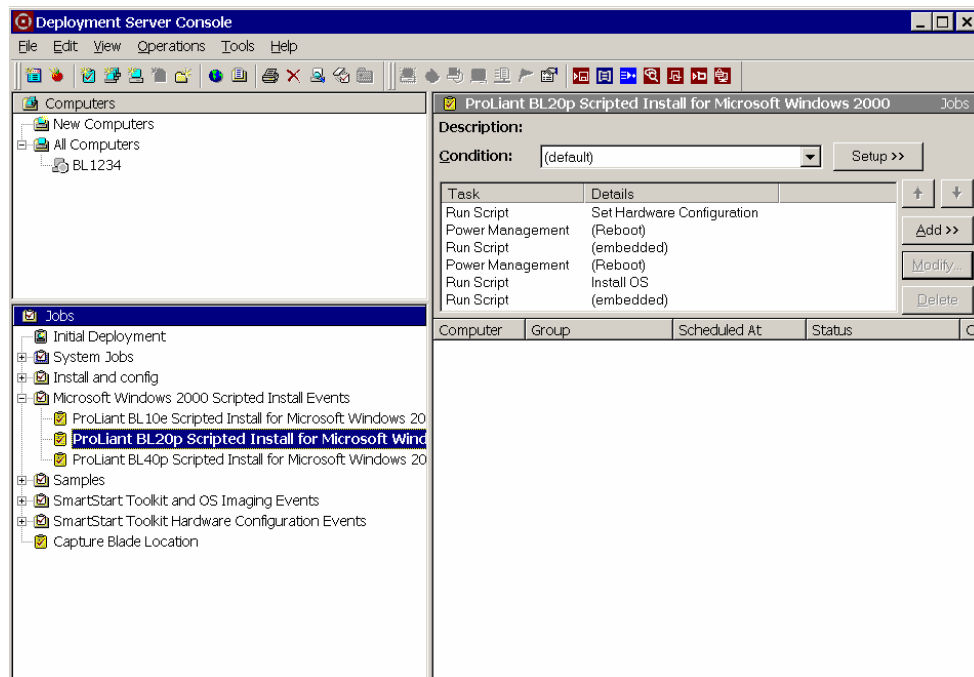 Deployment Server Console
File Edit View Operations Tools Help
Computers
New Computers
All Computers
BL1234
Jobs
Initial Deployment
System Jobs
Install and config
Microsoft Windows 2000 Scripted Install Events
ProLiant BL10e Scripted Install for Microsoft Windows 20
ProLiant BL20p Scripted Install for Microsoft Wind
ProLiant BL40p Scripted Install for Microsoft Windows 20
Samples
SmartStart Toolkit and OS Imaging Events
SmartStart Toolkit Hardware Configuration Events
Capture Blade Location
ProLiant BL20p Scripted Install for Microsoft Windows 2000 Jobs
Description:
Condition: (default) Setup >>
Task Details
Run Script Set Hardware Configuration
Power Management (Reboot)
Run Script (embedded)
Power Management (Reboot)
Run Script Install OS
Run Script (embedded)
Add >>
Modify...
Delete
Computer Group Scheduled At Status C